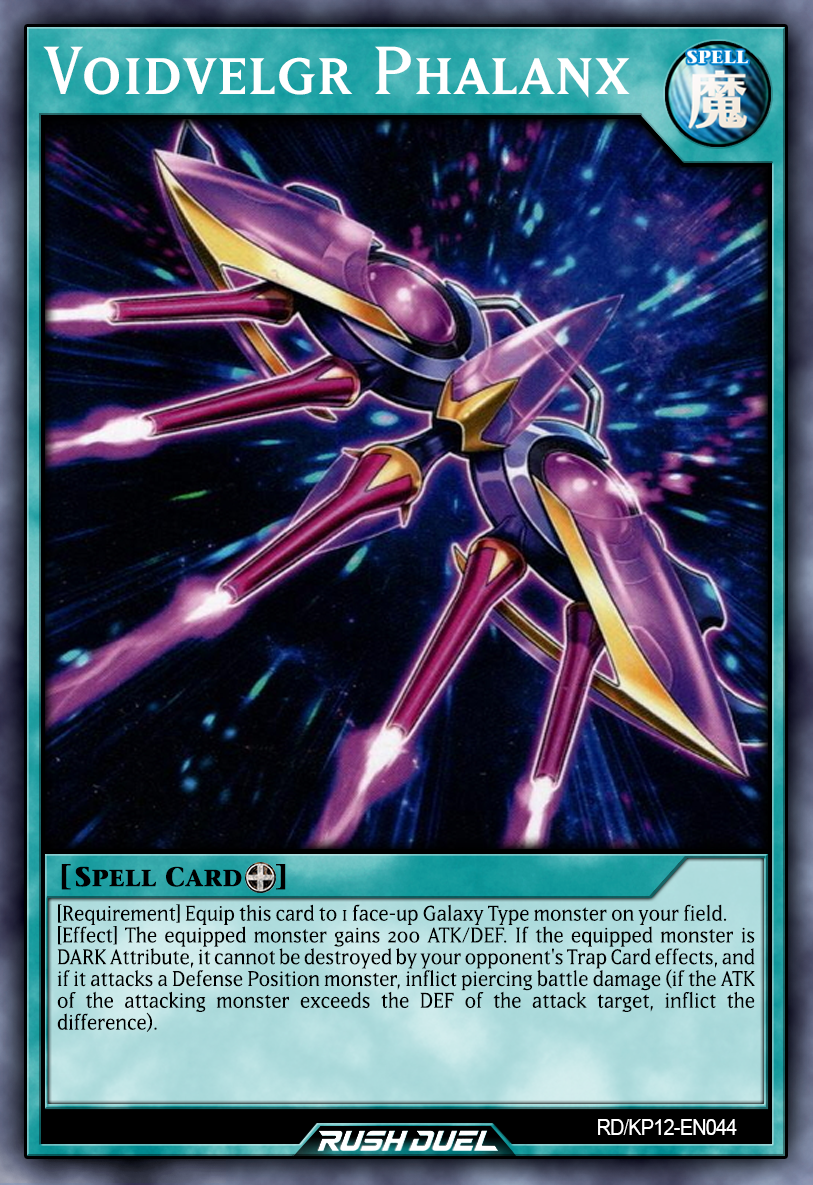 Voidvelgr Phalanx
SPELL
魔
[Spell Card]
[Requirement] Equip this card to 1 face-up Galaxy Type monster on your field.
[Effect] The equipped monster gains 200 ATK/DEF. If the equipped monster is
DARK Attribute, it cannot be destroyed by your opponent's Trap Card effects, and
if it attacks a Defense Position monster, inflict piercing battle damage (if the ATK
of the attacking monster exceeds the DEF of the attack target, inflict the
difference).
RD/KP12-EN044
RUSH DUEL